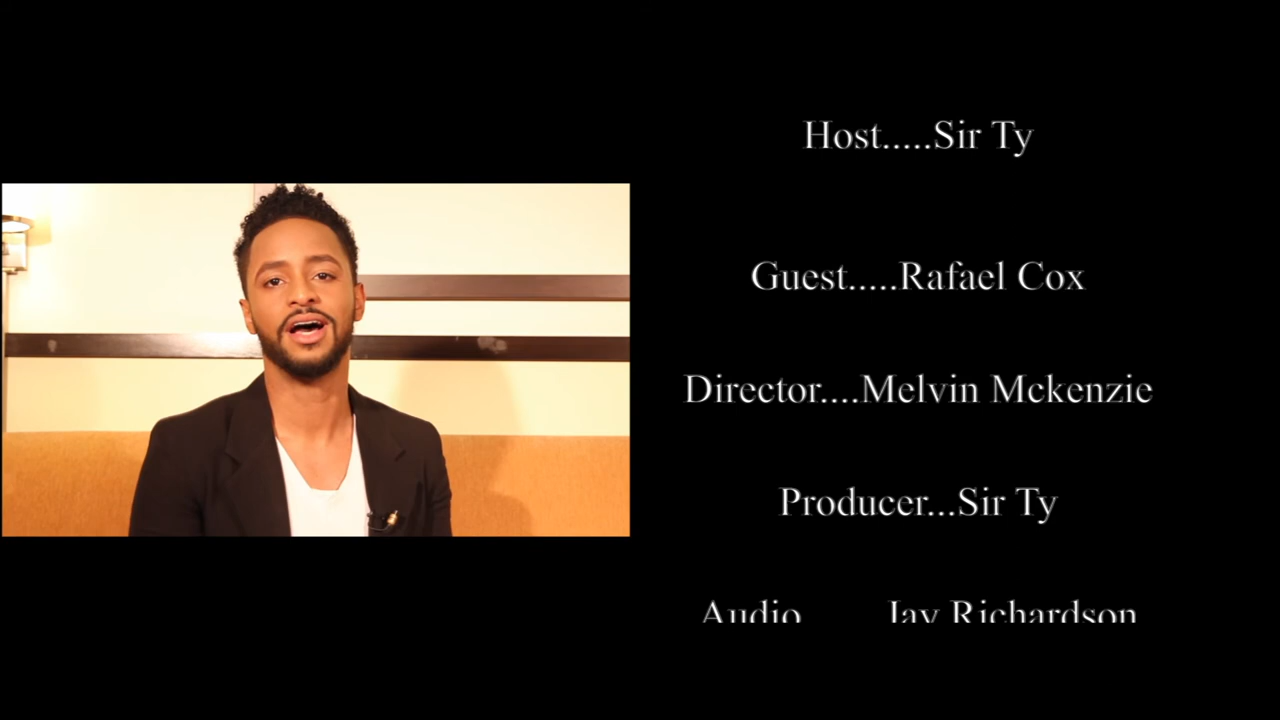 Host.....Sir Ty
Guest.....Rafael Cox
Director....Melvin Mckenzie
Producer...Sir Ty
Audio Jay Richardson